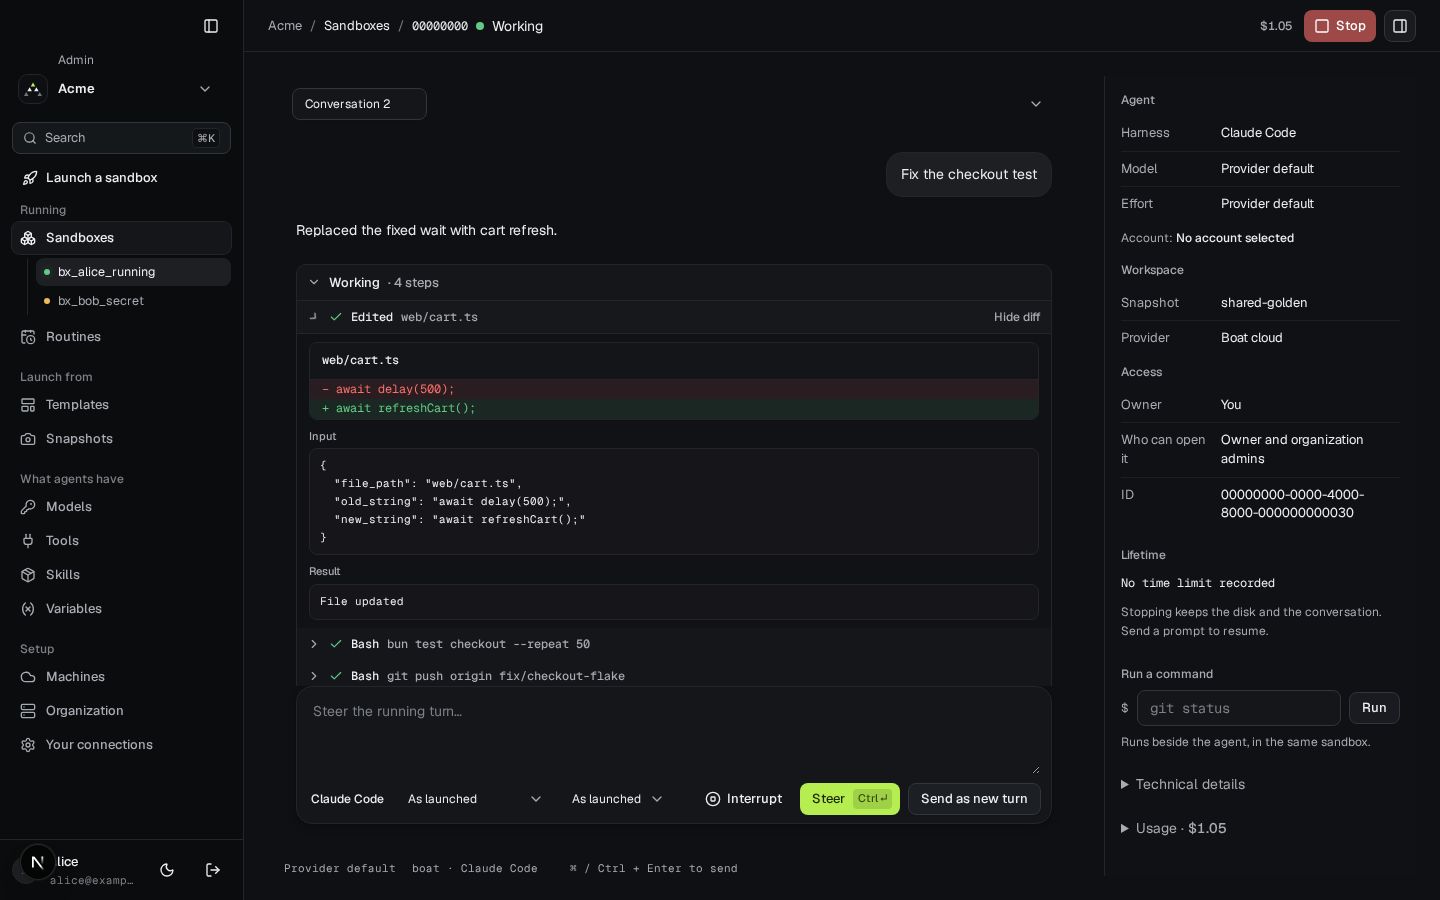 Admin
Acme
Search ⌘K
Launch a sandbox
Running
Sandboxes
bx_alice_running
bx_bob_secret
Routines
Launch from
Templates
Snapshots
What agents have
Models
Tools
Skills
Variables
Setup
Machines
Organization
Your connections
N
lice
alice@examp…
Acme / Sandboxes / 00000000 Working
$1.05 Stop
Conversation 2
Fix the checkout test
Replaced the fixed wait with cart refresh.
Working · 4 steps
Edited web/cart.ts Hide diff
web/cart.ts
- await delay(500);
+ await refreshCart();
Input
{
"file_path": "web/cart.ts",
"old_string": "await delay(500);",
"new_string": "await refreshCart();"
}
Result
File updated
Bash bun test checkout --repeat 50
Bash git push origin fix/checkout-flake
Steer the running turn…
Claude Code As launched As launched Interrupt Steer Ctrl↵ Send as new turn
Provider default boat · Claude Code ⌘ / Ctrl + Enter to send
Agent
Harness Claude Code
Model Provider default
Effort Provider default
Account: No account selected
Workspace
Snapshot shared-golden
Provider Boat cloud
Access
Owner You
Who can open it Owner and organization admins
ID 00000000-0000-4000-8000-000000000030
Lifetime
No time limit recorded
Stopping keeps the disk and the conversation.
Send a prompt to resume.
Run a command
$ git status Run
Runs beside the agent, in the same sandbox.
Technical details
Usage · $1.05